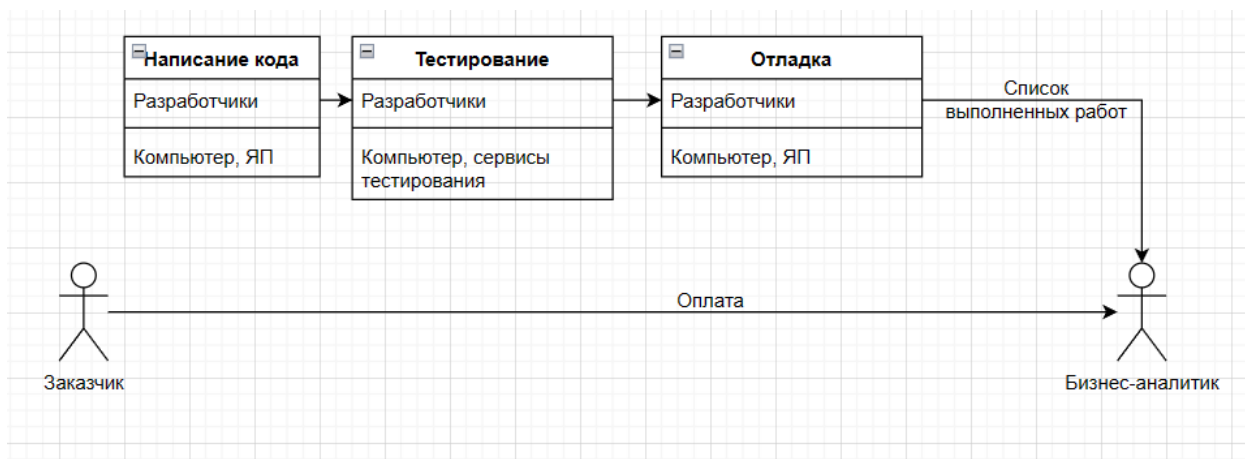 Написание кода
Тестирование
Отладка
Разработчики
Разработчики
Разработчики
Список
выполненных работ
Компьютер, ЯП
Компьютер, сервисы
тестирования
Компьютер, ЯП
Оплата
Заказчик
Бизнес-аналитик